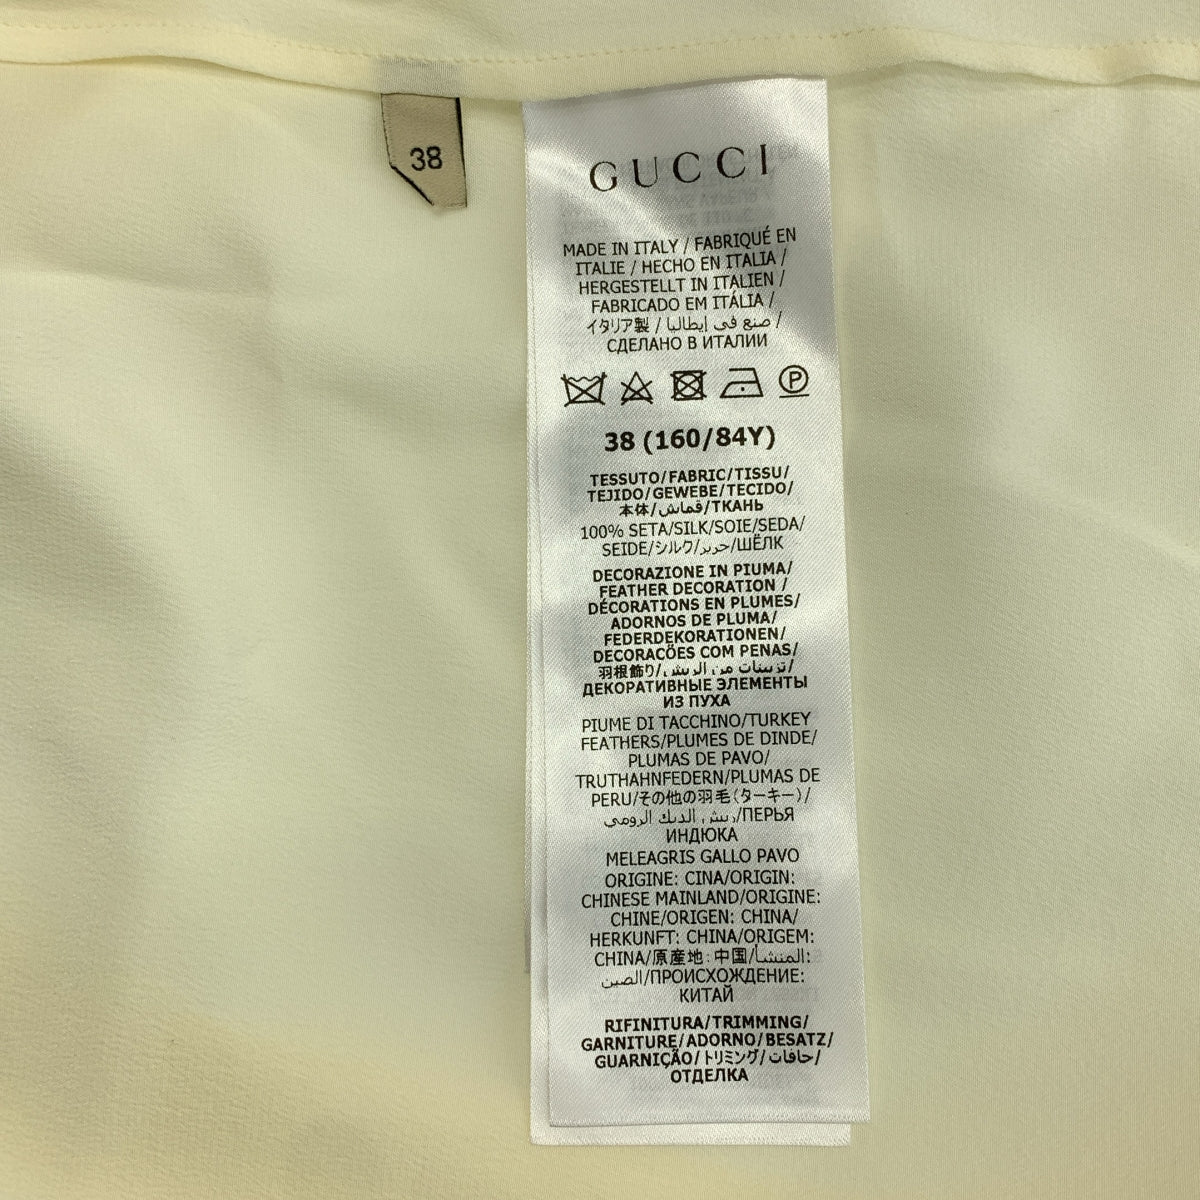 38
GUCCI
MADE IN ITALY / FABRIQUÉ EN
ITALIE / HECHO EN ITALIA /
HERGESTELLT IN ITALIEN /
FABRICADO EM ITÁLIA /
イタリア製 / صنع في إيطاليا /
СДЕЛАНО В ИТАЛИИ
P
38 (160/84Y)
TESSUTO/FABRIC/TISSU/
TEJIDO/GEWEBE/TECIDO/
本体/قماش/ТКАНЬ
100% SETA/SILK/SOIE/SEDA/
SEIDE/シルク/حرير/ШЁЛК
DECORAZIONE IN PIUMA/
FEATHER DECORATION /
DÉCORATIONS EN PLUMES/
ADORNOS DE PLUMA/
FEDERDEKORATIONEN/
DECORAÇÕES COM PENAS/
羽根飾り/تزيينات من الريش/
ДЕКОРАТИВНЫЕ ЭЛЕМЕНТЫ
ИЗ ПУХА
PIUME DI TACCHINO/TURKEY
FEATHERS/PLUMES DE DINDE/
PLUMAS DE PAVO/
TRUTHAHNFEDERN/PLUMAS DE
PERU/その他の羽毛(ターキー)/
ريش الديك الرومي/ПЕРЬЯ
ИНДЮКА
MELEAGRIS GALLO PAVO
ORIGINE: CINA/ORIGIN:
CHINESE MAINLAND/ORIGINE:
CHINE/ORIGEN: CHINA/
HERKUNFT: CHINA/ORIGEM:
CHINA/原産地: 中国/المنشأ:
الصين/ПРОИСХОЖДЕНИЕ:
КИТАЙ
RIFINITURA/TRIMMING/
GARNITURE/ADORNO/BESATZ/
GUARNIÇÃO/トリミング/حافات/
ОТДЕЛКА